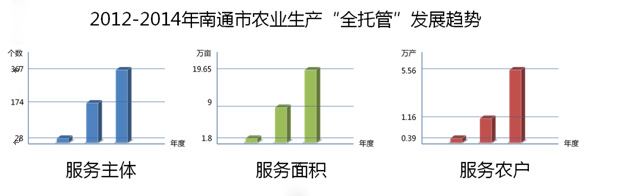 2012-2014年南通市农业生产“全托管”发展趋势
个数
367
174
28
年度
服务主体
万亩
19.65
9
1.8
年度
服务面积
万产
5.56
1.16
0.39
年度
服务农户